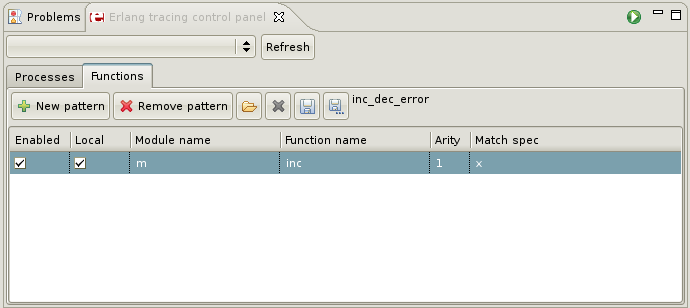 Problems Erlang tracing control panel
Refresh
Processes Functions
New pattern Remove pattern inc_dec_error
Enabled Local Module name Function name Arity Match spec
m inc 1 x